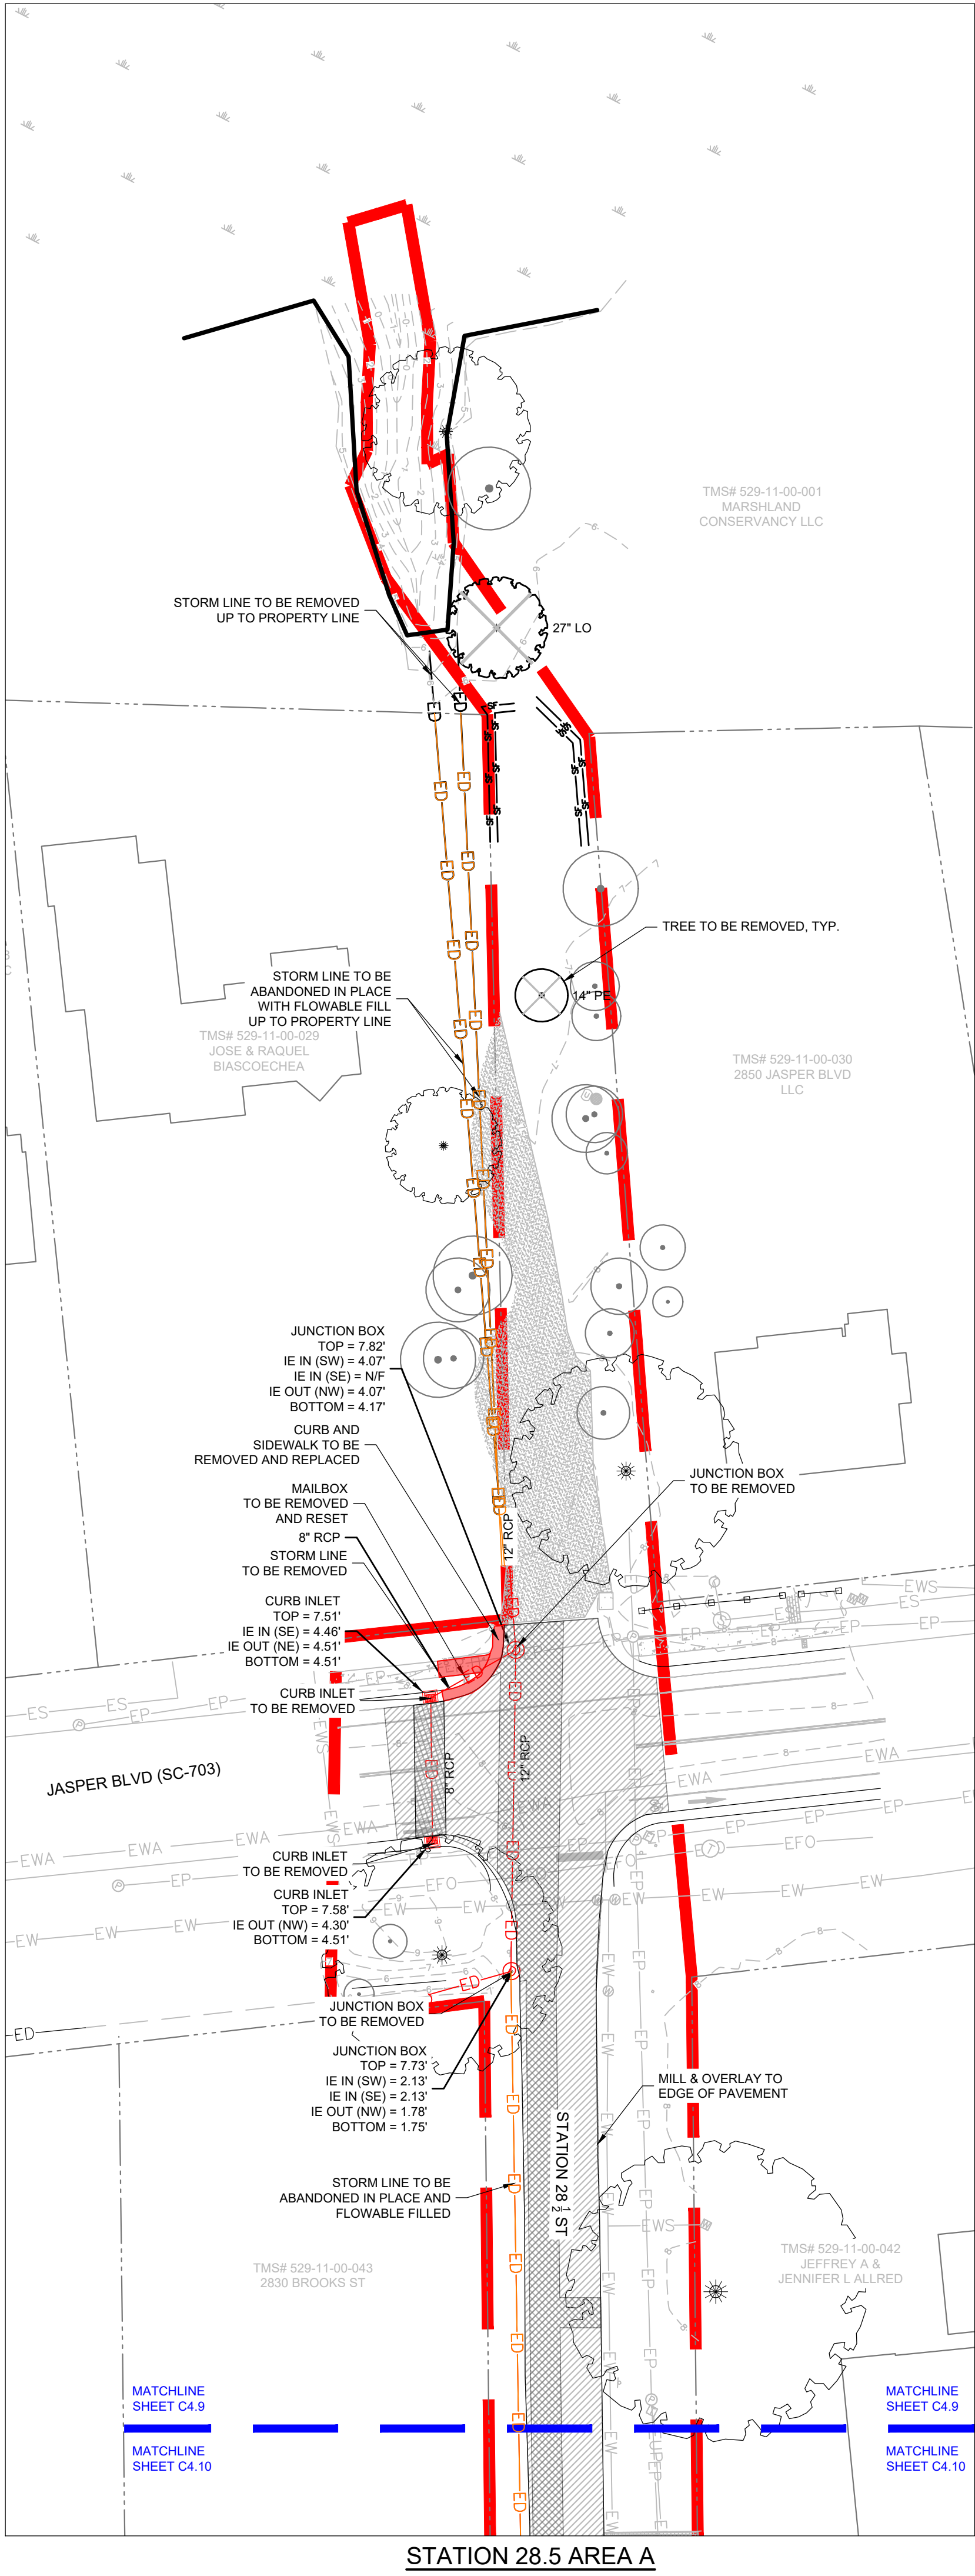 TMS# 529-11-00-001
MARSHLAND
CONSERVANCY LLC
STORM LINE TO BE REMOVED
UP TO PROPERTY LINE
27" LO
TREE TO BE REMOVED, TYP.
14" PE
STORM LINE TO BE
ABANDONED IN PLACE
WITH FLOWABLE FILL
UP TO PROPERTY LINE
TMS# 529-11-00-029
JOSE & RAQUEL
BIASCOECHEA
TMS# 529-11-00-030
2850 JASPER BLVD
LLC
JUNCTION BOX
TOP = 7.82'
IE IN (SW) = 4.07'
IE IN (SE) = N/F
IE OUT (NW) = 4.07'
BOTTOM = 4.17'
CURB AND
SIDEWALK TO BE
REMOVED AND REPLACED
JUNCTION BOX
TO BE REMOVED
MAILBOX
TO BE REMOVED
AND RESET
8" RCP
12" RCP
STORM LINE
TO BE REMOVED
CURB INLET
TOP = 7.51'
IE IN (SE) = 4.46'
IE OUT (NE) = 4.51'
BOTTOM = 4.51'
CURB INLET
TO BE REMOVED
8" RCP
12" RCP
JASPER BLVD (SC-703)
CURB INLET
TO BE REMOVED
CURB INLET
TOP = 7.58'
IE OUT (NW) = 4.30'
BOTTOM = 4.51'
JUNCTION BOX
TO BE REMOVED
JUNCTION BOX
TOP = 7.73'
IE IN (SW) = 2.13'
IE IN (SE) = 2.13'
IE OUT (NW) = 1.78'
BOTTOM = 1.75'
MILL & OVERLAY TO
EDGE OF PAVEMENT
STATION 28 1/2 ST
STORM LINE TO BE
ABANDONED IN PLACE AND
FLOWABLE FILLED
TMS# 529-11-00-043
2830 BROOKS ST
TMS# 529-11-00-042
JEFFREY A &
JENNIFER L ALLRED
MATCHLINE
SHEET C4.9
MATCHLINE
SHEET C4.9
MATCHLINE
SHEET C4.10
MATCHLINE
SHEET C4.10
STATION 28.5 AREA A